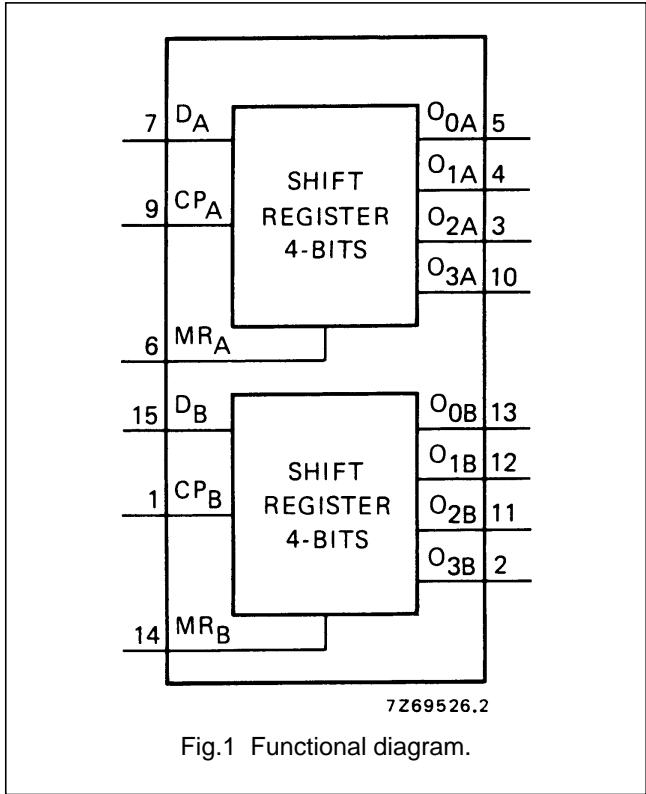 7 D_A
O_0A 5
O_1A 4
9 CP_A
SHIFT
REGISTER
4-BITS
O_2A 3
O_3A 10
6 MR_A
15 D_B
O_0B 13
O_1B 12
1 CP_B
SHIFT
REGISTER
4-BITS
O_2B 11
O_3B 2
14 MR_B
7Z69526.2
Fig.1 Functional diagram.